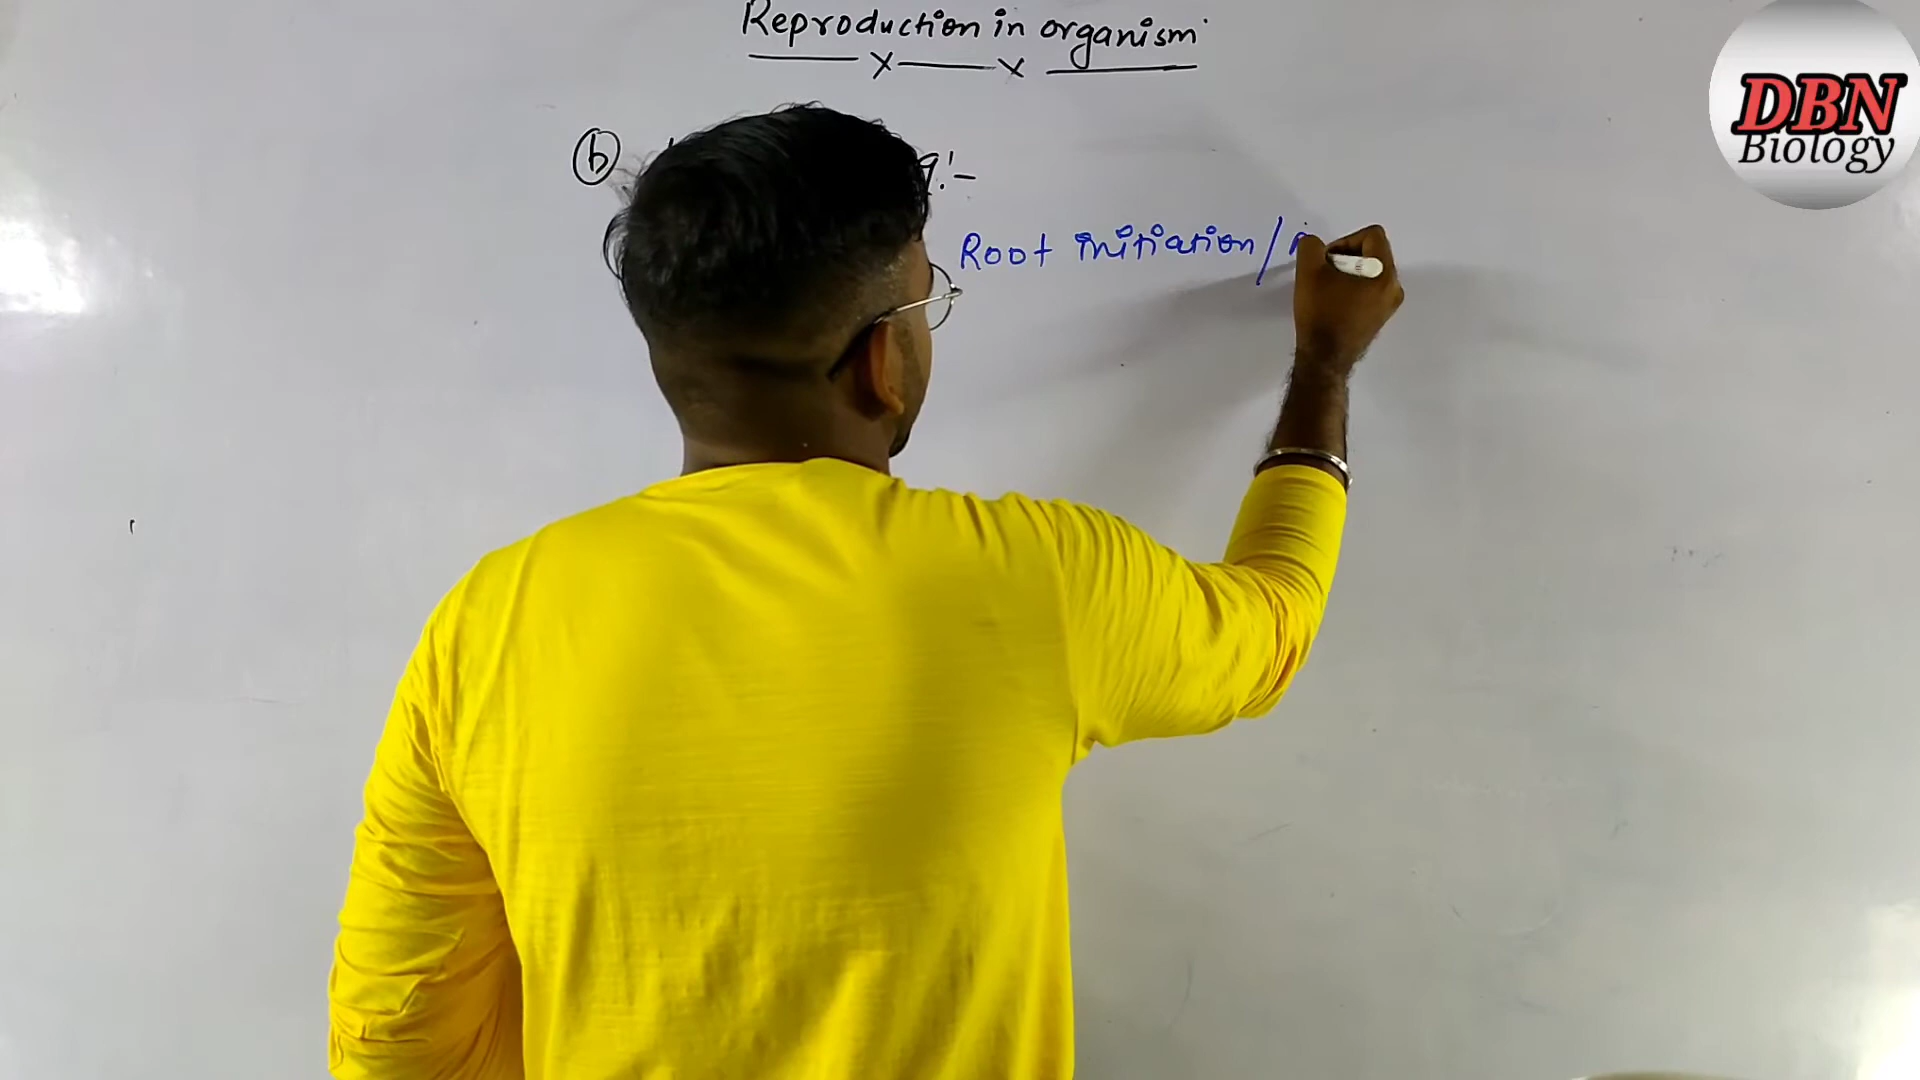 Reproduction in organism
DBN
Biology
(b)
Root initiation /